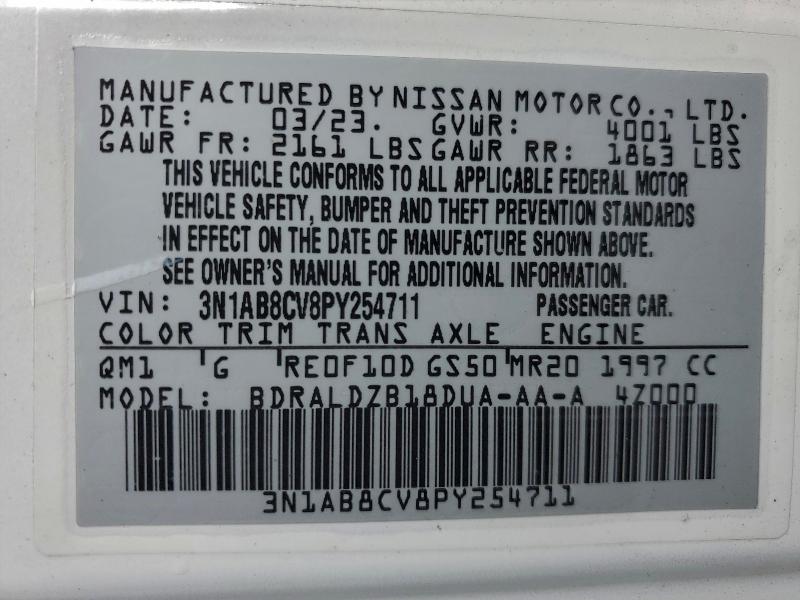 MANUFACTURED BY NISSAN MOTOR CO., LTD.
DATE: 03/23. GVWR: 4001 LBS
GAWR FR: 2161 LBS GAWR RR: 1863 LBS
THIS VEHICLE CONFORMS TO ALL APPLICABLE FEDERAL MOTOR
VEHICLE SAFETY, BUMPER AND THEFT PREVENTION STANDARDS
IN EFFECT ON THE DATE OF MANUFACTURE SHOWN ABOVE.
SEE OWNER'S MANUAL FOR ADDITIONAL INFORMATION.
VIN: 3N1AB8CV8PY254711 PASSENGER CAR.
COLOR TRIM TRANS AXLE ENGINE
QM1 G RE0F10D GS50 MR20 1997 CC
MODEL: BDRALDZB18DUA-AA-A 4Z000
3N1AB8CV8PY254711